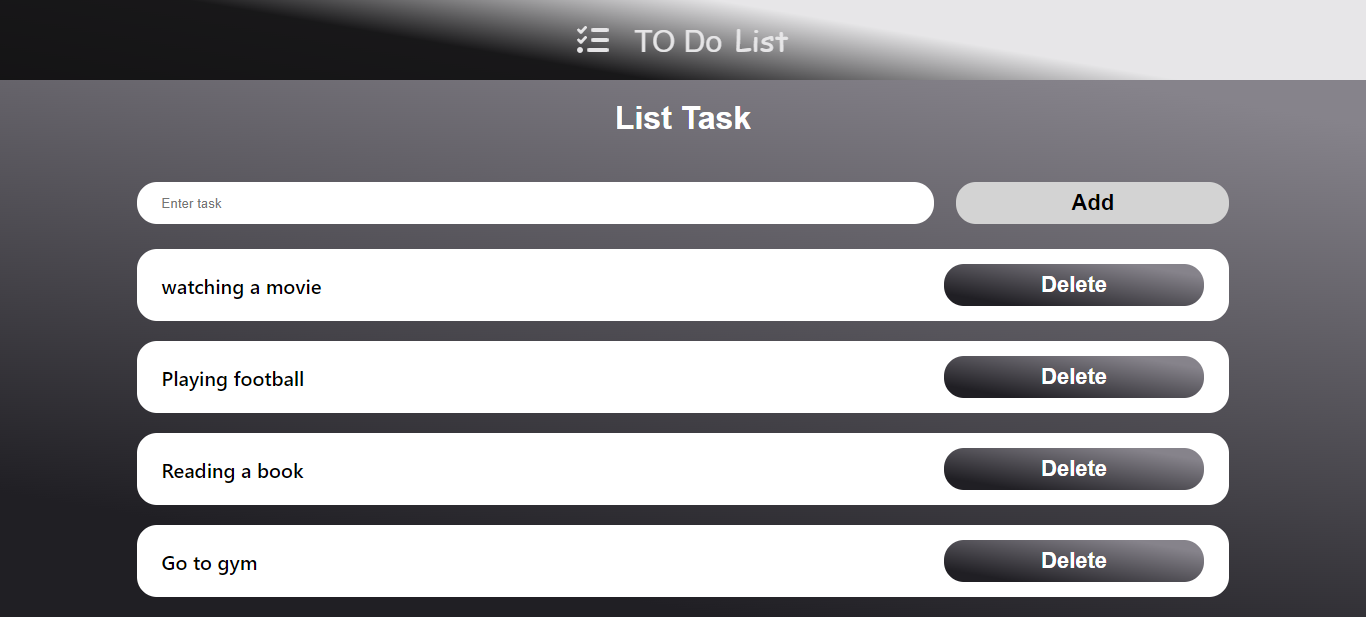 TO Do List
List Task
Enter task
Add
watching a movie
Delete
Playing football
Delete
Reading a book
Delete
Go to gym
Delete